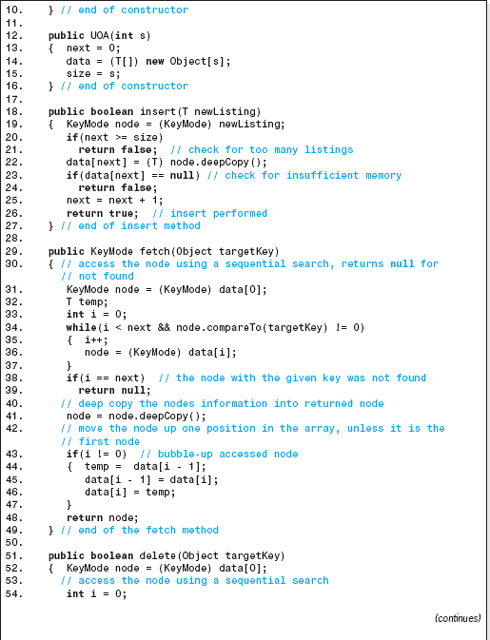 10. } // end of constructor
11.
12. public UOA(int s)
13. { next = 0;
14. data = (T[]) new Object[s];
15. size = s;
16. } // end of constructor
17.
18. public boolean insert(T newListing)
19. { KeyMode node = (KeyMode) newListing;
20. if(next >= size)
21. return false; // check for too many listings
22. data[next] = (T) node.deepCopy();
23. if(data[next] == null) // check for insufficient memory
24. return false;
25. next = next + 1;
26. return true; // insert performed
27. } // end of insert method
28.
29. public KeyMode fetch(Object targetKey)
30. { // access the node using a sequential search, returns null for
// not found
31. KeyMode node = (KeyMode) data[0];
32. T temp;
33. int i = 0;
34. while(i < next && node.compareTo(targetKey) != 0)
35. { i++;
36. node = (KeyMode) data[i];
37. }
38. if(i == next) // the node with the given key was not found
39. return null;
40. // deep copy the nodes information into returned node
41. node = node.deepCopy();
42. // move the node up one position in the array, unless it is the
// first node
43. if(i != 0) // bubble-up accessed node
44. { temp = data[i - 1];
45. data[i - 1] = data[i];
46. data[i] = temp;
47. }
48. return node;
49. } // end of the fetch method
50.
51. public boolean delete(Object targetKey)
52. { KeyMode node = (KeyMode) data[0];
53. // access the node using a sequential search
54. int i = 0;
(continues)